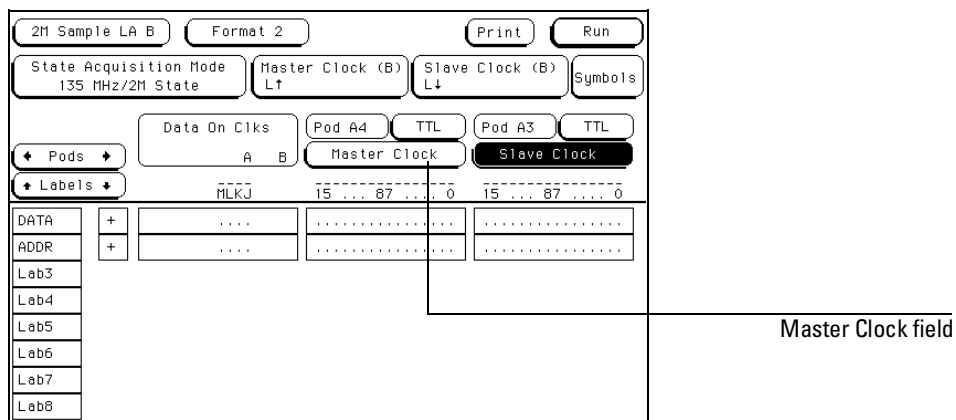 2M Sample LA B Format 2 Print Run
State Acquisition Mode Master Clock (B) Slave Clock (B) Symbols
135 MHz/2M State L↑ L↓
Data On Clks Pod A4 TTL Pod A3 TTL
← Pods → A B Master Clock Slave Clock
↑ Labels ↓ MLKJ 15 ... 87 .... 0 15 ... 87 .... 0
DATA + .... ................ ................
ADDR + .... ................ ................
Lab3
Lab4
Lab5
Master Clock field
Lab6
Lab7
Lab8